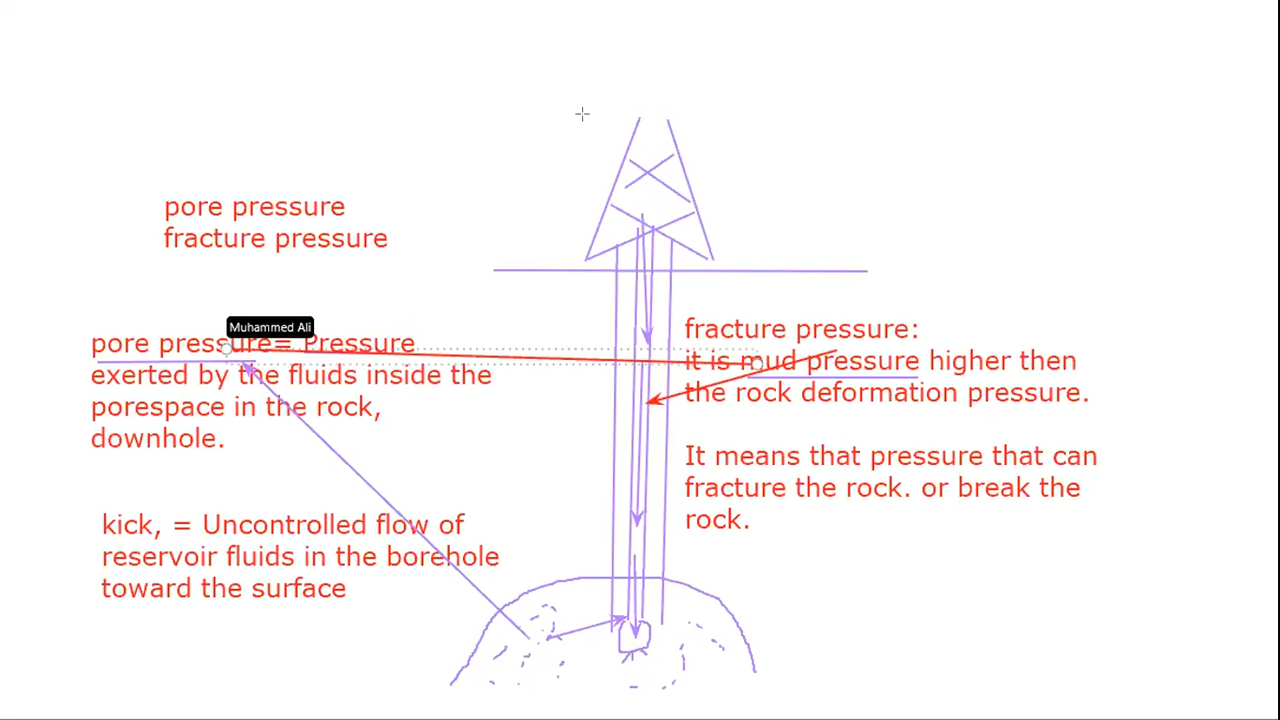 pore pressure
fracture pressure
Muhammed Ali
pore pressure= Pressure
exerted by the fluids inside the
porespace in the rock,
downhole.
kick, = Uncontrolled flow of
reservoir fluids in the borehole
toward the surface
fracture pressure:
it is mud pressure higher then
the rock deformation pressure.
It means that pressure that can
fracture the rock. or break the
rock.